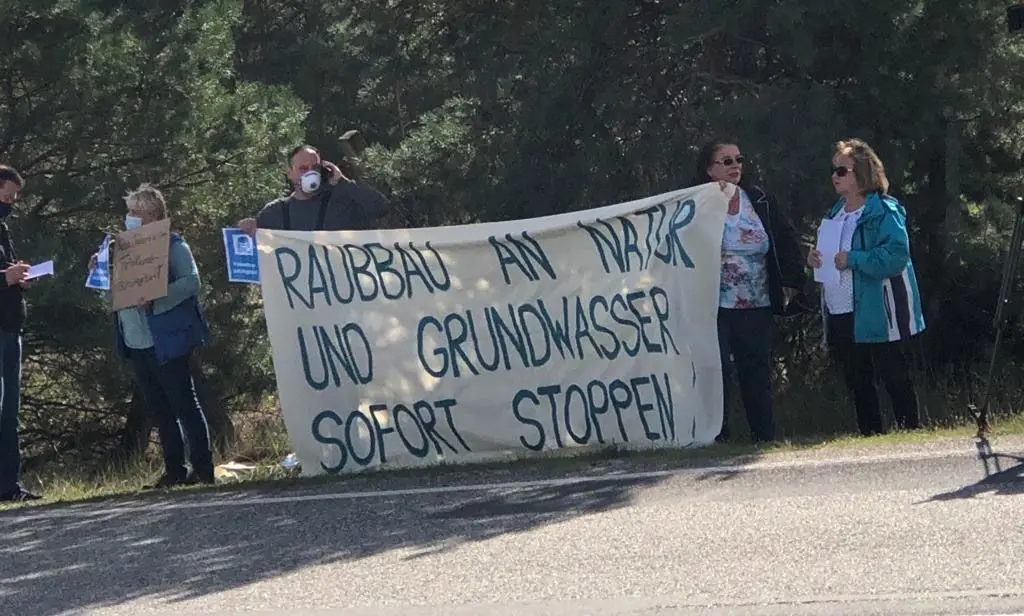 RAUBBAU AN NATUR
UND GRUNDWASSER
SOFORT STOPPEN!